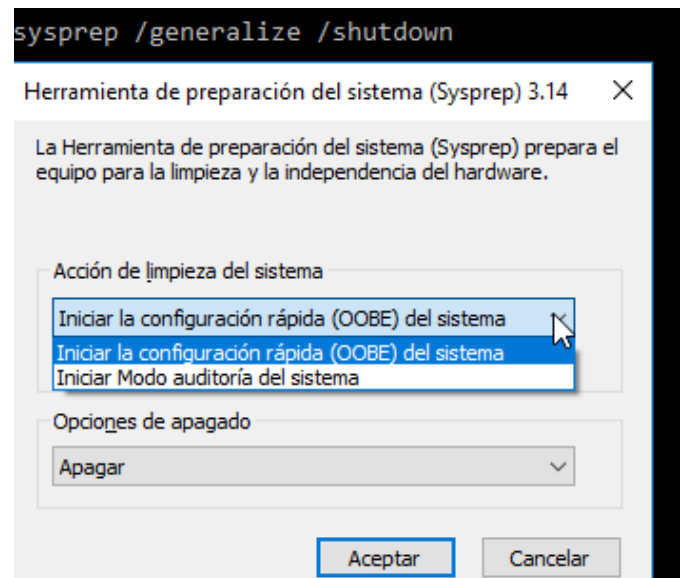 sysprep /generalize /shutdown
Herramienta de preparación del sistema (Sysprep) 3.14
La Herramienta de preparación del sistema (Sysprep) prepara el
equipo para la limpieza y la independencia del hardware.
Acción de limpieza del sistema
Iniciar la configuración rápida (OOBE) del sistema
Iniciar la configuración rápida (OOBE) del sistema
Iniciar Modo auditoría del sistema
Opciones de apagado
Apagar
Aceptar Cancelar